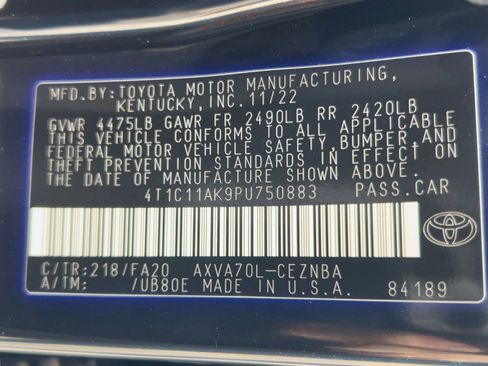 MFD.BY:TOYOTA MOTOR MANUFACTURING,
KENTUCKY,INC.11/22
GVWR 4475LB GAWR FR 2490LB RR 2420LB
THIS VEHICLE CONFORMS TO ALL APPLICABLE
FEDERAL MOTOR VEHICLE SAFETY,BUMPER,AND
THEFT PREVENTION STANDARDS IN EFFECT ON
THE DATE OF MANUFACTURE SHOWN ABOVE.
4T1C11AK9PU750883 PASS.CAR
C/TR:218/FA20 AXVA70L-CEZNBA
A/TM: /UB80E MADE IN U.S.A. 84189